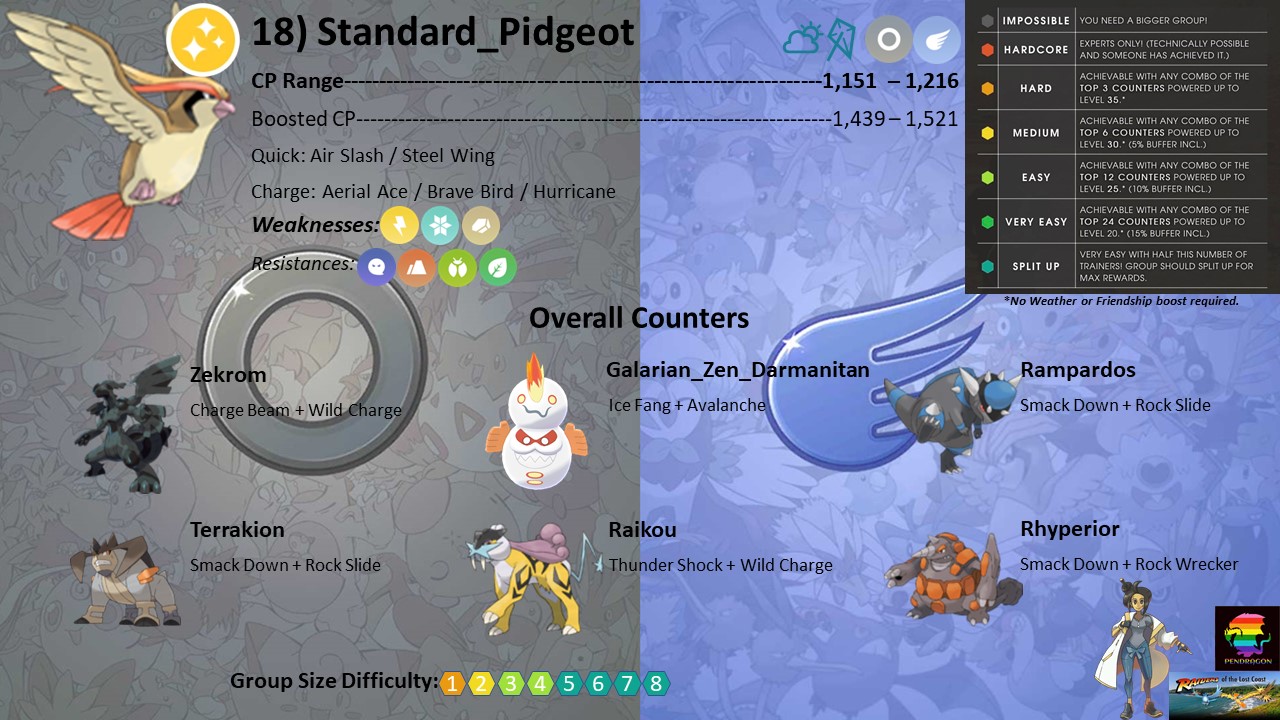 18) Standard_Pidgeot
CP Range------------------------------------------------------------------------1,151 – 1,216
Boosted CP------------------------------------------------------------------------1,439 – 1,521
Quick: Air Slash / Steel Wing
Charge: Aerial Ace / Brave Bird / Hurricane
Weaknesses:
Resistances:
IMPOSSIBLE YOU NEED A BIGGER GROUP!
HARDCORE EXPERTS ONLY! (TECHNICALLY POSSIBLE
AND SOMEONE HAS ACHIEVED IT.)
HARD ACHIEVABLE WITH ANY COMBO OF THE
TOP 3 COUNTERS POWERED UP TO
LEVEL 35.*
MEDIUM ACHIEVABLE WITH ANY COMBO OF THE
TOP 6 COUNTERS POWERED UP TO
LEVEL 30.* (5% BUFFER INCL.)
EASY ACHIEVABLE WITH ANY COMBO OF THE
TOP 12 COUNTERS POWERED UP TO
LEVEL 25.* (10% BUFFER INCL.)
VERY EASY ACHIEVABLE WITH ANY COMBO OF THE
TOP 24 COUNTERS POWERED UP TO
LEVEL 20.* (15% BUFFER INCL.)
SPLIT UP VERY EASY WITH HALF THIS NUMBER OF
TRAINERS! GROUP SHOULD SPLIT UP FOR
MAX REWARDS.
*No Weather or Friendship boost required.
Overall Counters
Zekrom
Charge Beam + Wild Charge
Galarian_Zen_Darmanitan
Ice Fang + Avalanche
Rampardos
Smack Down + Rock Slide
Terrakion
Smack Down + Rock Slide
Raikou
Thunder Shock + Wild Charge
Rhyperior
Smack Down + Rock Wrecker
Group Size Difficulty: 1 2 3 4 5 6 7 8
PENDRAGON
RAIDERS of the Lost Coast